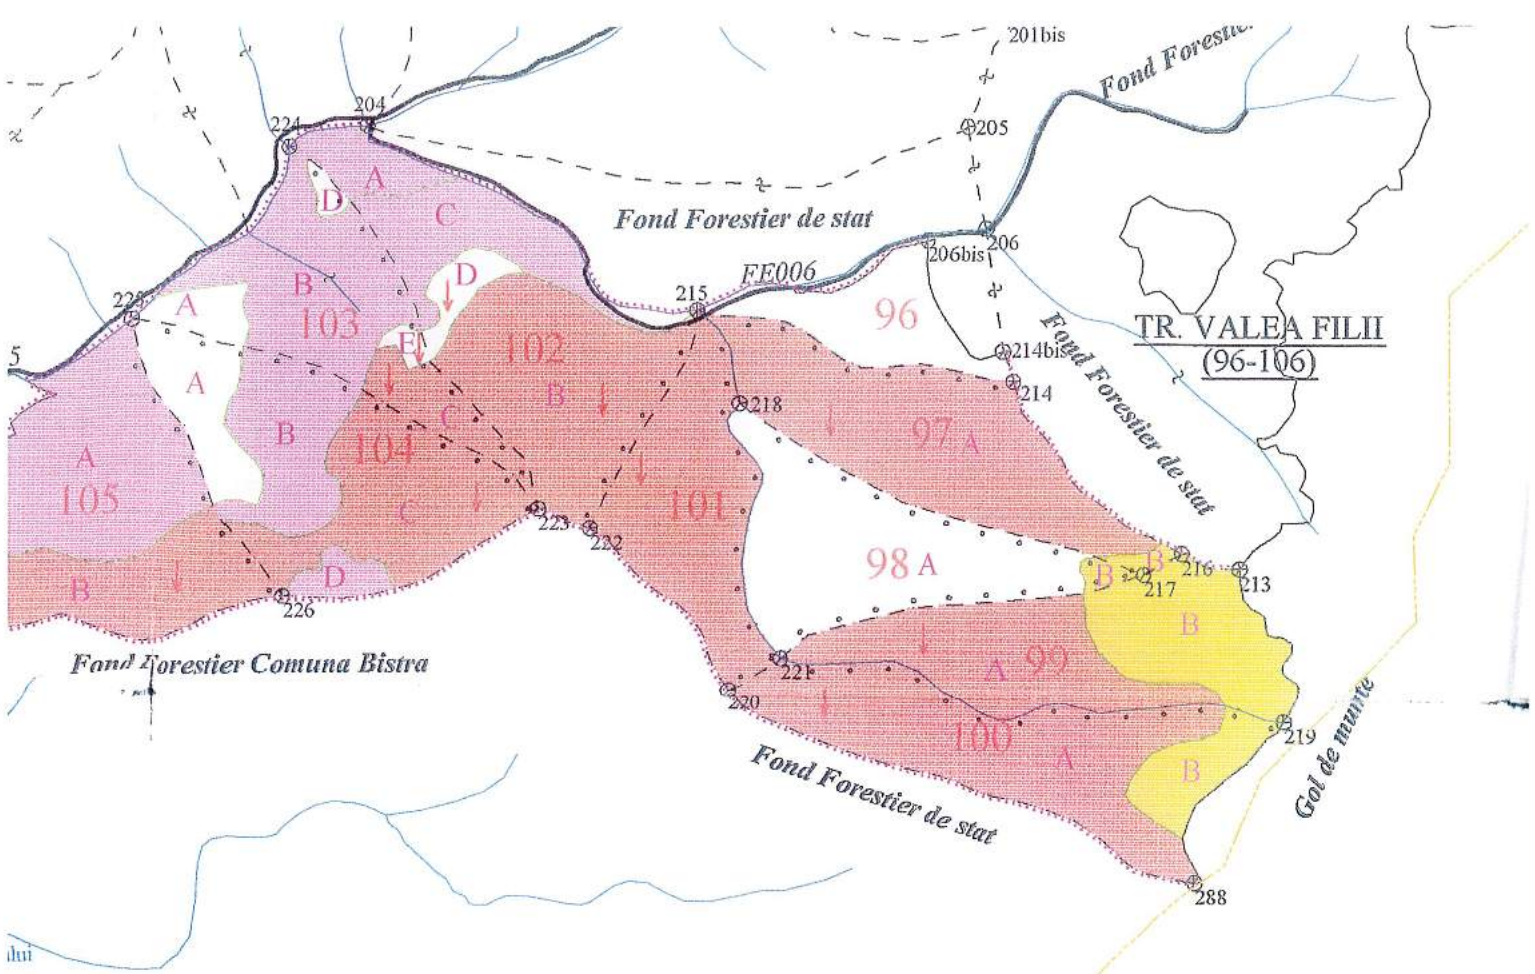 201bis
Fond Forestier
204
224
205
A
D
C
Fond Forestier de stat
206
206bis
D
FE006
B
A
215
96
225
103
TR. VALEA FILII
(96-106)
E
102
214bis
5
A
B
214
218
Fond Forestier de stat
C
B
97 A
104
A
105
101
C
223
222
98 A
B
216
B
213
D
217
B
226
B
Fond Forestier Comuna Bistra
221
A 99
220
219
100
A
B
Gol de munte
Fond Forestier de stat
288